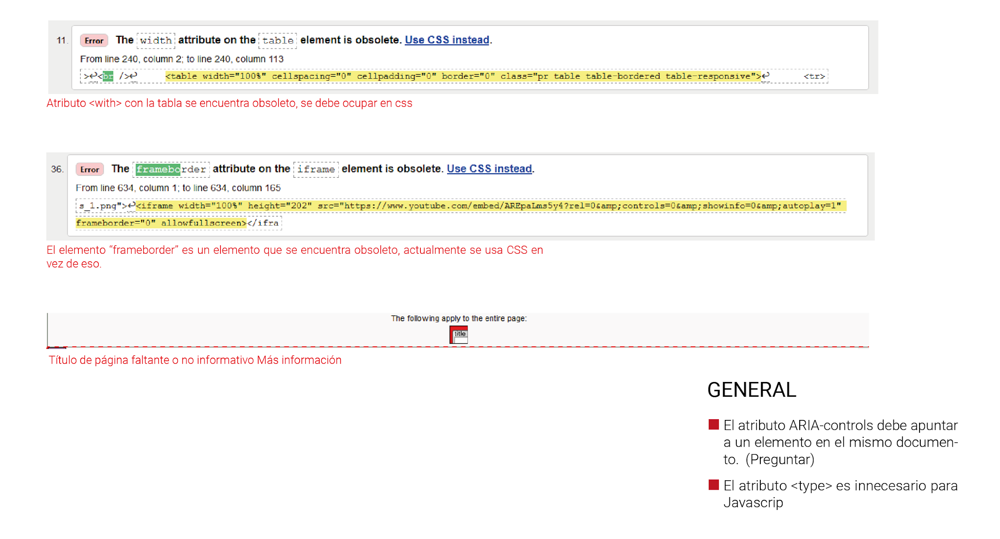 11. Error The width attribute on the table element is obsolete. Use CSS instead.
From line 240, column 2; to line 240, column 113
>↩<br />↩ <table width="100%" cellspacing="0" cellpadding="0" border="0" class="pr table table-bordered table-responsive">↩ <tr>
Atributo <with> con la tabla se encuentra obsoleto, se debe ocupar en css
36. Error The frameborder attribute on the iframe element is obsolete. Use CSS instead.
From line 634, column 1; to line 634, column 165
s_1.png">↩<iframe width="100%" height="202" src="https://www.youtube.com/embed/AREpaLms5y4?rel=0&amp;controls=0&amp;showinfo=0&amp;autoplay=1"
frameborder="0" allowfullscreen></ifra
El elemento “frameborder” es un elemento que se encuentra obsoleto, actualmente se usa CSS en
vez de eso.
The following apply to the entire page:
title
Título de página faltante o no informativo Más información
GENERAL
El atributo ARIA-controls debe apuntar
a un elemento en el mismo documen-
to. (Preguntar)
El atributo <type> es innecesario para
Javascrip